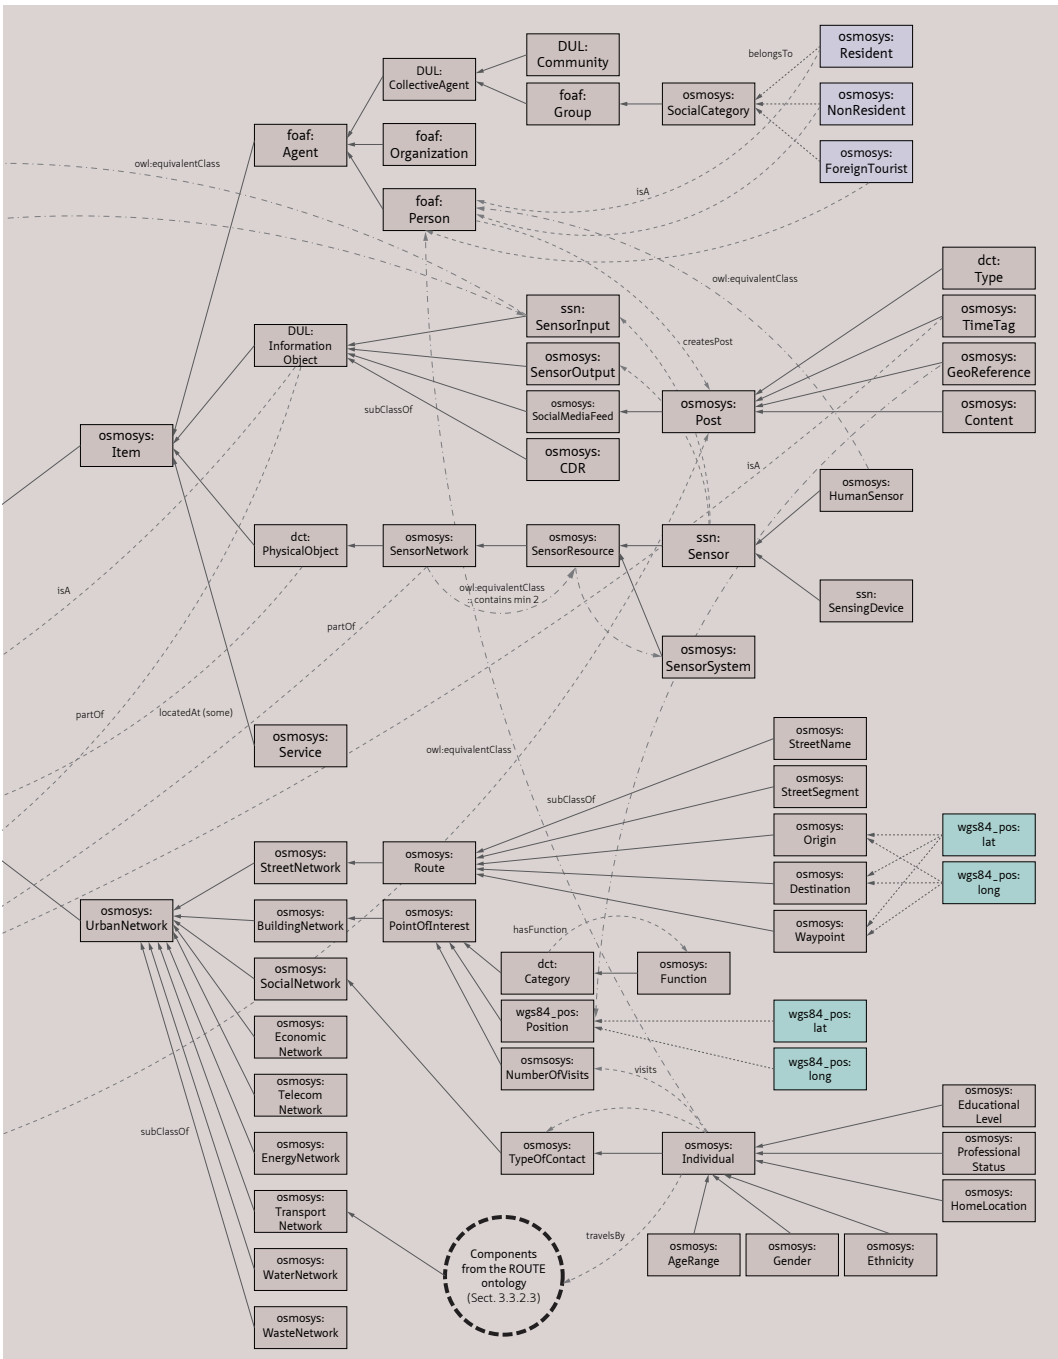 osmosys:
Resident
DUL:
Community
belongsTo
DUL:
CollectiveAgent
foaf:
Group
osmosys:
SocialCategory
osmosys:
NonResident
foaf:
Agent
foaf:
Organization
osmosys:
ForeignTourist
owl:equivalentClass
isA
foaf:
Person
dct:
Type
owl:equivalentClass
ssn:
SensorInput
osmosys:
TimeTag
DUL:
Information
Object
createsPost
osmosys:
SensorOutput
osmosys:
GeoReference
subClassOf
osmosys:
SocialMediaFeed
osmosys:
Post
osmosys:
Content
osmosys:
Item
osmosys:
CDR
isA
osmosys:
HumanSensor
dct:
PhysicalObject
osmosys:
SensorNetwork
osmosys:
SensorResource
ssn:
Sensor
isA
owl:equivalentClass
contains min 2
ssn:
SensingDevice
partOf
osmosys:
SensorSystem
partOf
locatedAt (some)
osmosys:
Service
owl:equivalentClass
osmosys:
StreetName
osmosys:
StreetSegment
subClassOf
osmosys:
StreetNetwork
osmosys:
Route
osmosys:
Origin
wgs84_pos:
lat
osmosys:
Destination
wgs84_pos:
long
osmosys:
UrbanNetwork
osmosys:
BuildingNetwork
osmosys:
PointOfInterest
osmosys:
Waypoint
hasFunction
osmosys:
SocialNetwork
dct:
Category
osmosys:
Function
wgs84_pos:
Position
wgs84_pos:
lat
osmosys:
Economic
Network
osmsosys:
NumberOfVisits
visits
wgs84_pos:
long
osmosys:
Telecom
Network
osmosys:
Educational
Level
subClassOf
osmosys:
EnergyNetwork
osmosys:
TypeOfContact
osmosys:
Individual
osmosys:
Professional
Status
osmosys:
HomeLocation
osmosys:
Transport
Network
travelsBy
osmosys:
AgeRange
osmosys:
Gender
osmosys:
Ethnicity
Components
from the ROUTE
ontology
(Sect. 3.3.2.3)
osmosys:
WaterNetwork
osmosys:
WasteNetwork